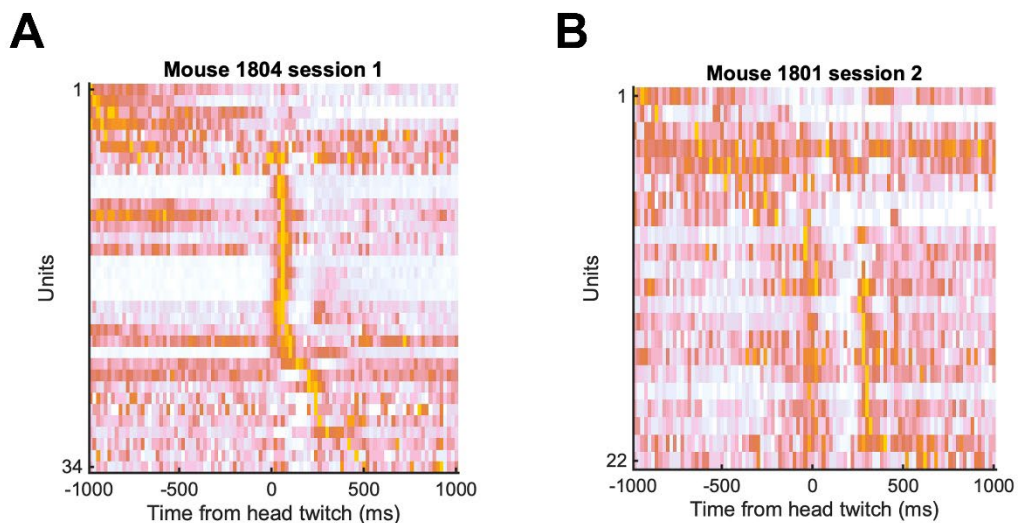 A
Mouse 1804 session 1
1
Units
34
-1000 -500 0 500 1000
Time from head twitch (ms)
B
Mouse 1801 session 2
1
Units
22
-1000 -500 0 500 1000
Time from head twitch (ms)